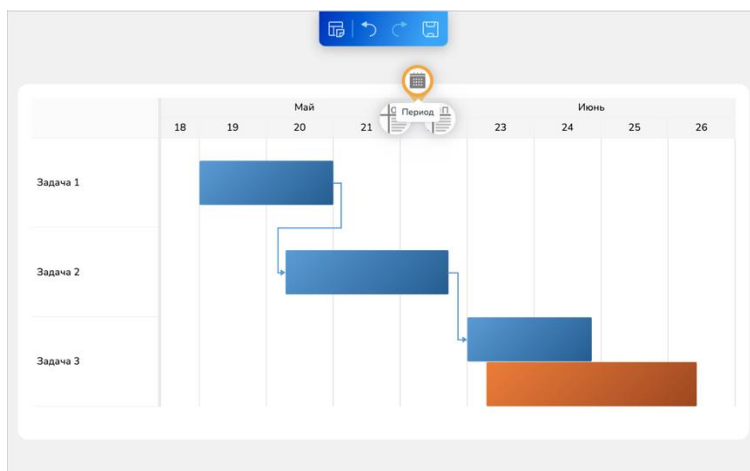 Май
Июнь
Период
18 19 20 21 23 24 25 26
Задача 1
Задача 2
Задача 3